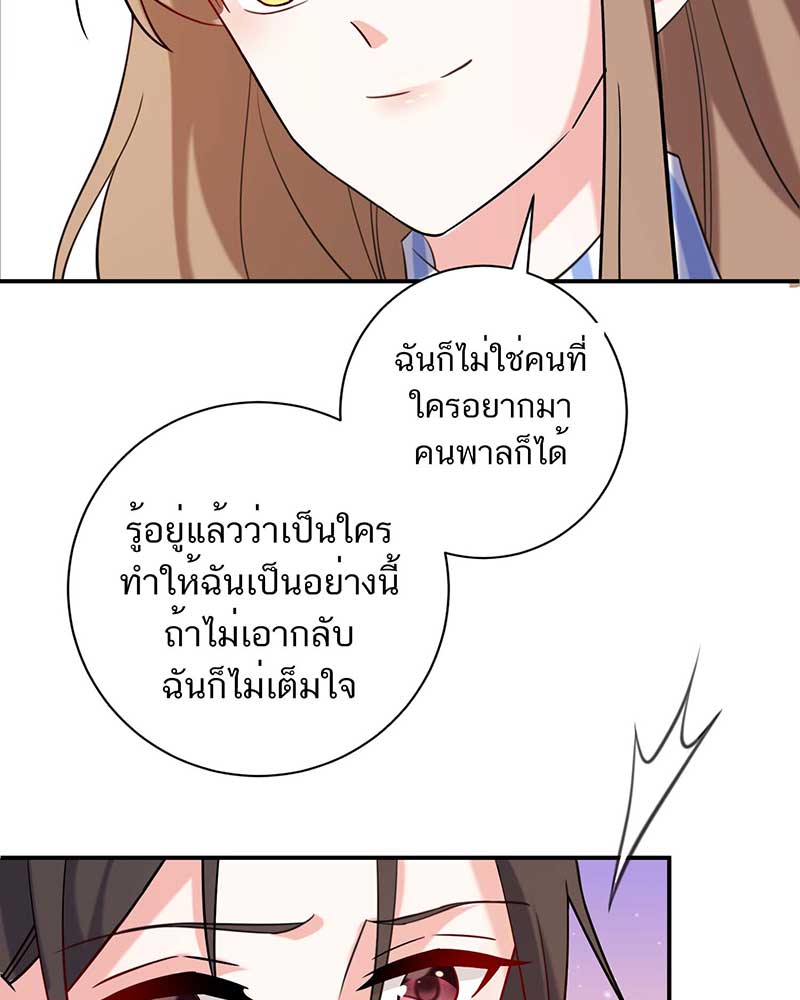 ฉันก็ไม่ใช่คนที่
ใครอยากมา
คนพาลก็ได้
รู้อยู่แล้วว่าเป็นใคร
ทำให้ฉันเป็นอย่างนี้
ถ้าไม่เอากลับ
ฉันก็ไม่เต็มใจ